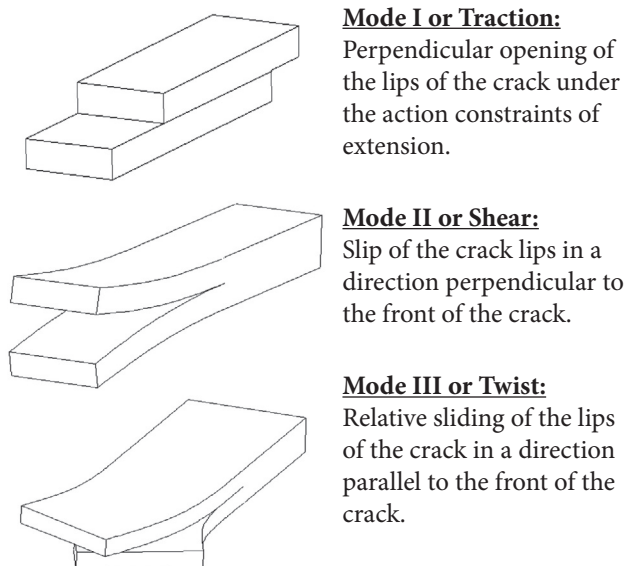 Mode I or Traction:
Perpendicular opening of
the lips of the crack under
the action constraints of
extension.
Mode II or Shear:
Slip of the crack lips in a
direction perpendicular to
the front of the crack.
Mode III or Twist:
Relative sliding of the lips
of the crack in a direction
parallel to the front of the
crack.